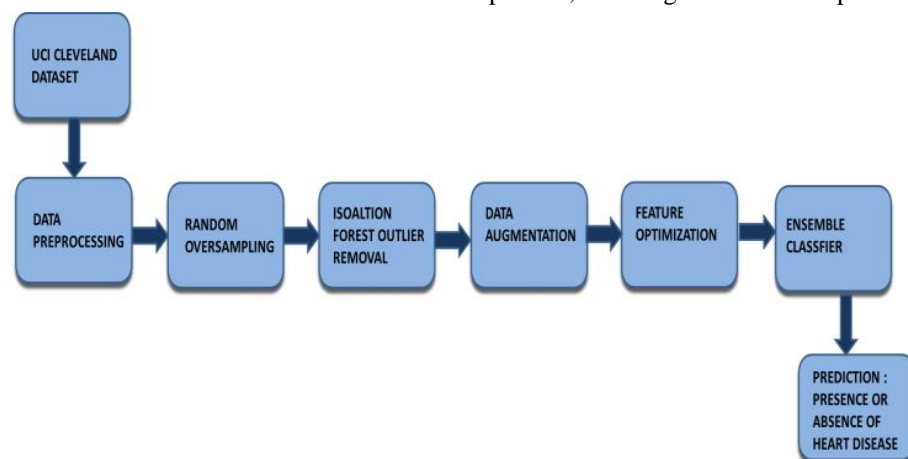 UCI CLEVELAND
DATASET
DATA
PREPROCESSING
RANDOM
OVERSAMPLING
ISOALTION
FOREST OUTLIER
REMOVAL
DATA
AUGMENTATION
FEATURE
OPTIMIZATION
ENSEMBLE
CLASSFIER
PREDICTION :
PRESENCE OR
ABSENCE OF
HEART DISEASE